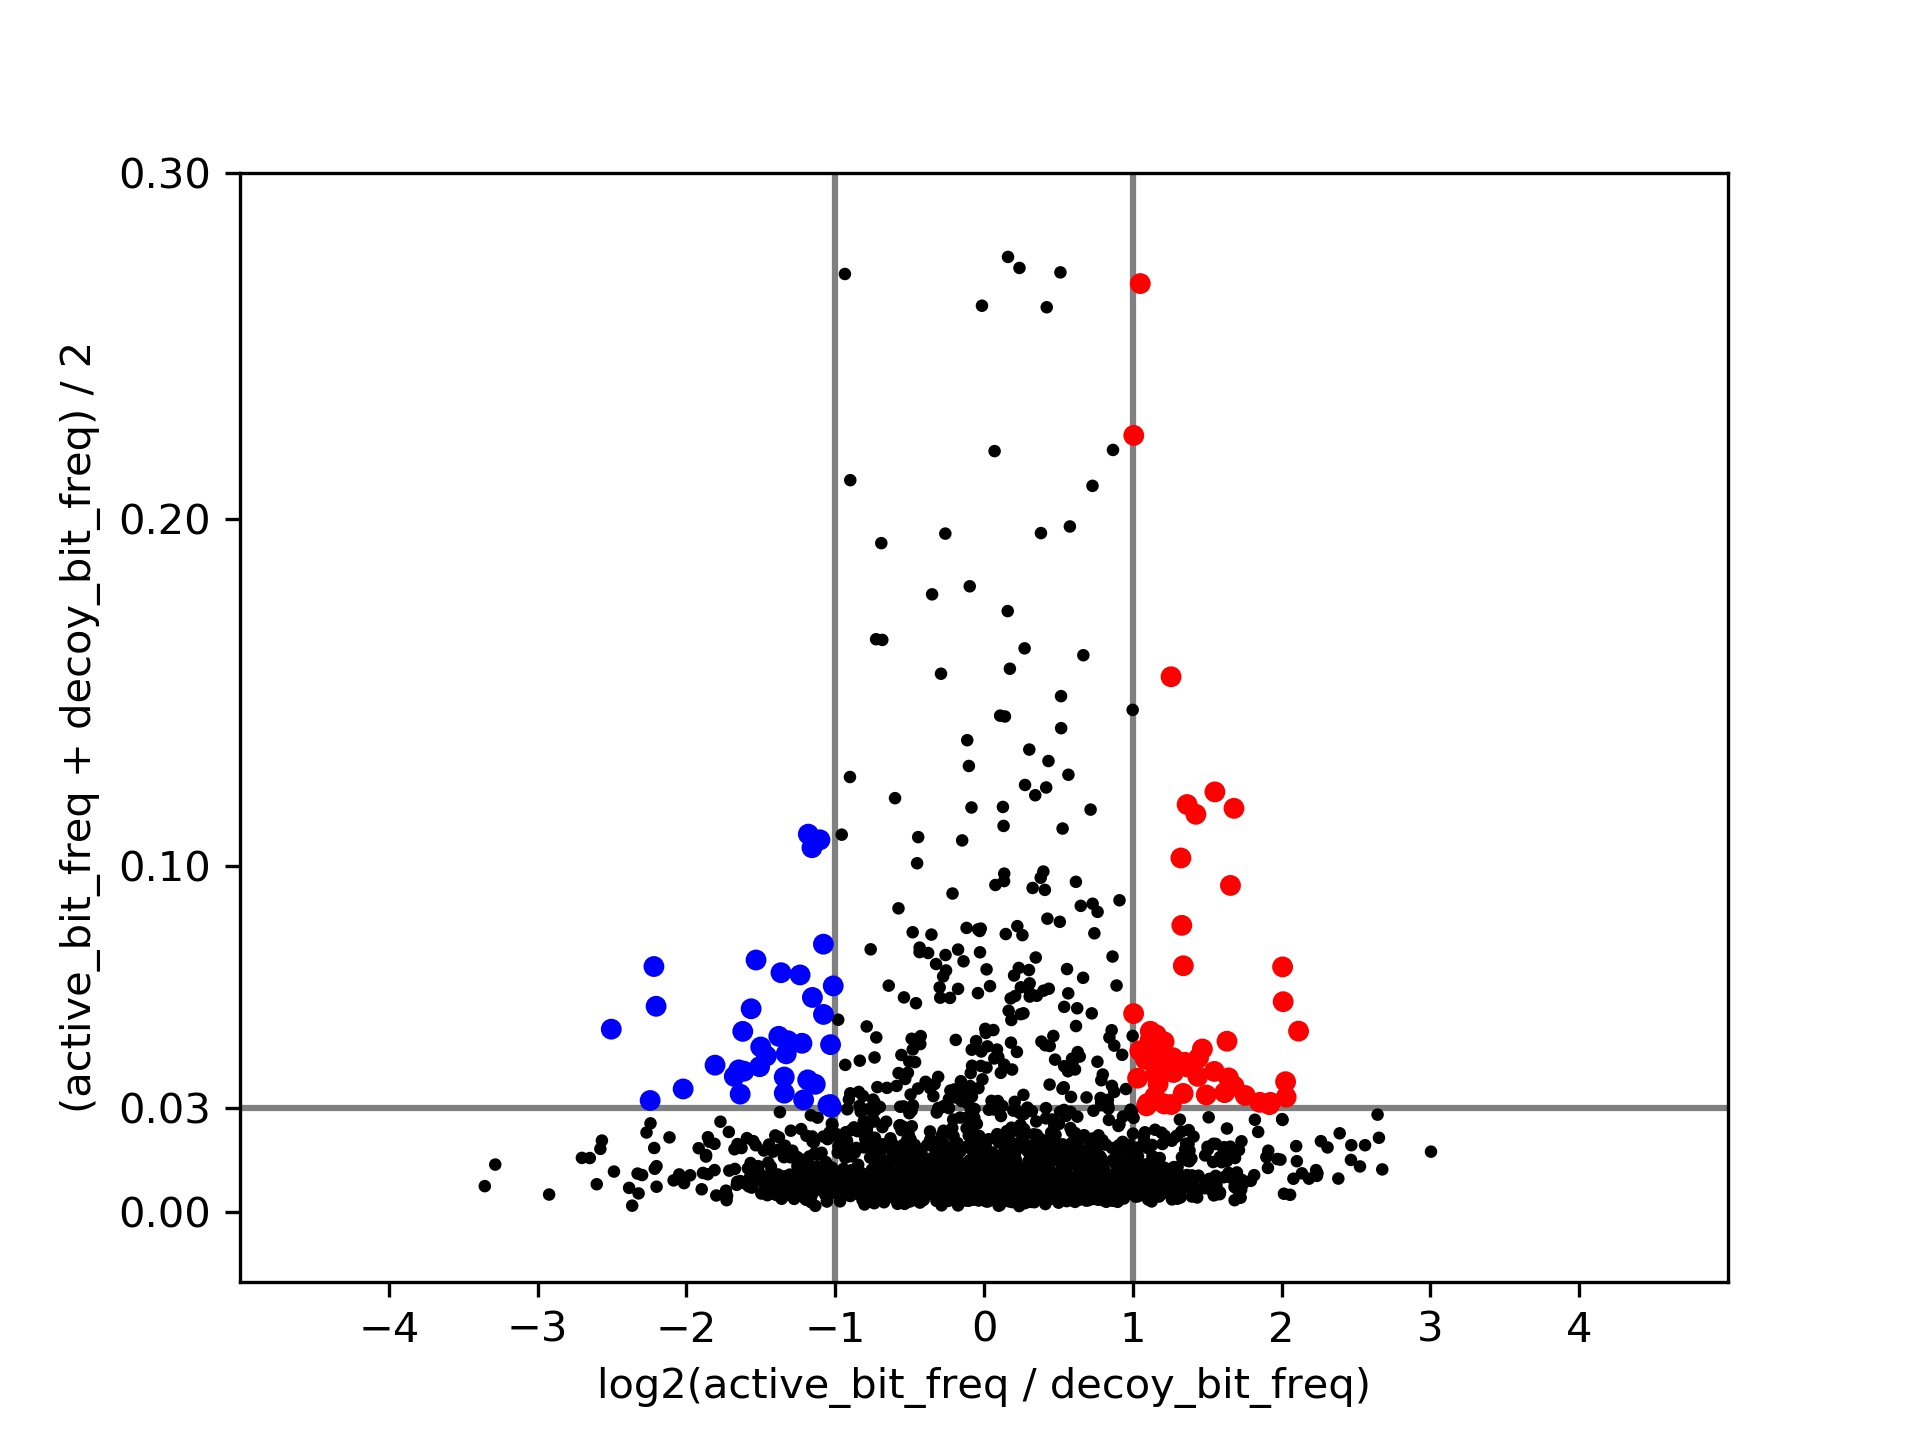 0.30
0.20
0.10
0.03
0.00
(active_bit_freq + decoy_bit_freq) / 2
−4 −3 −2 −1 0 1 2 3 4
log2(active_bit_freq / decoy_bit_freq)